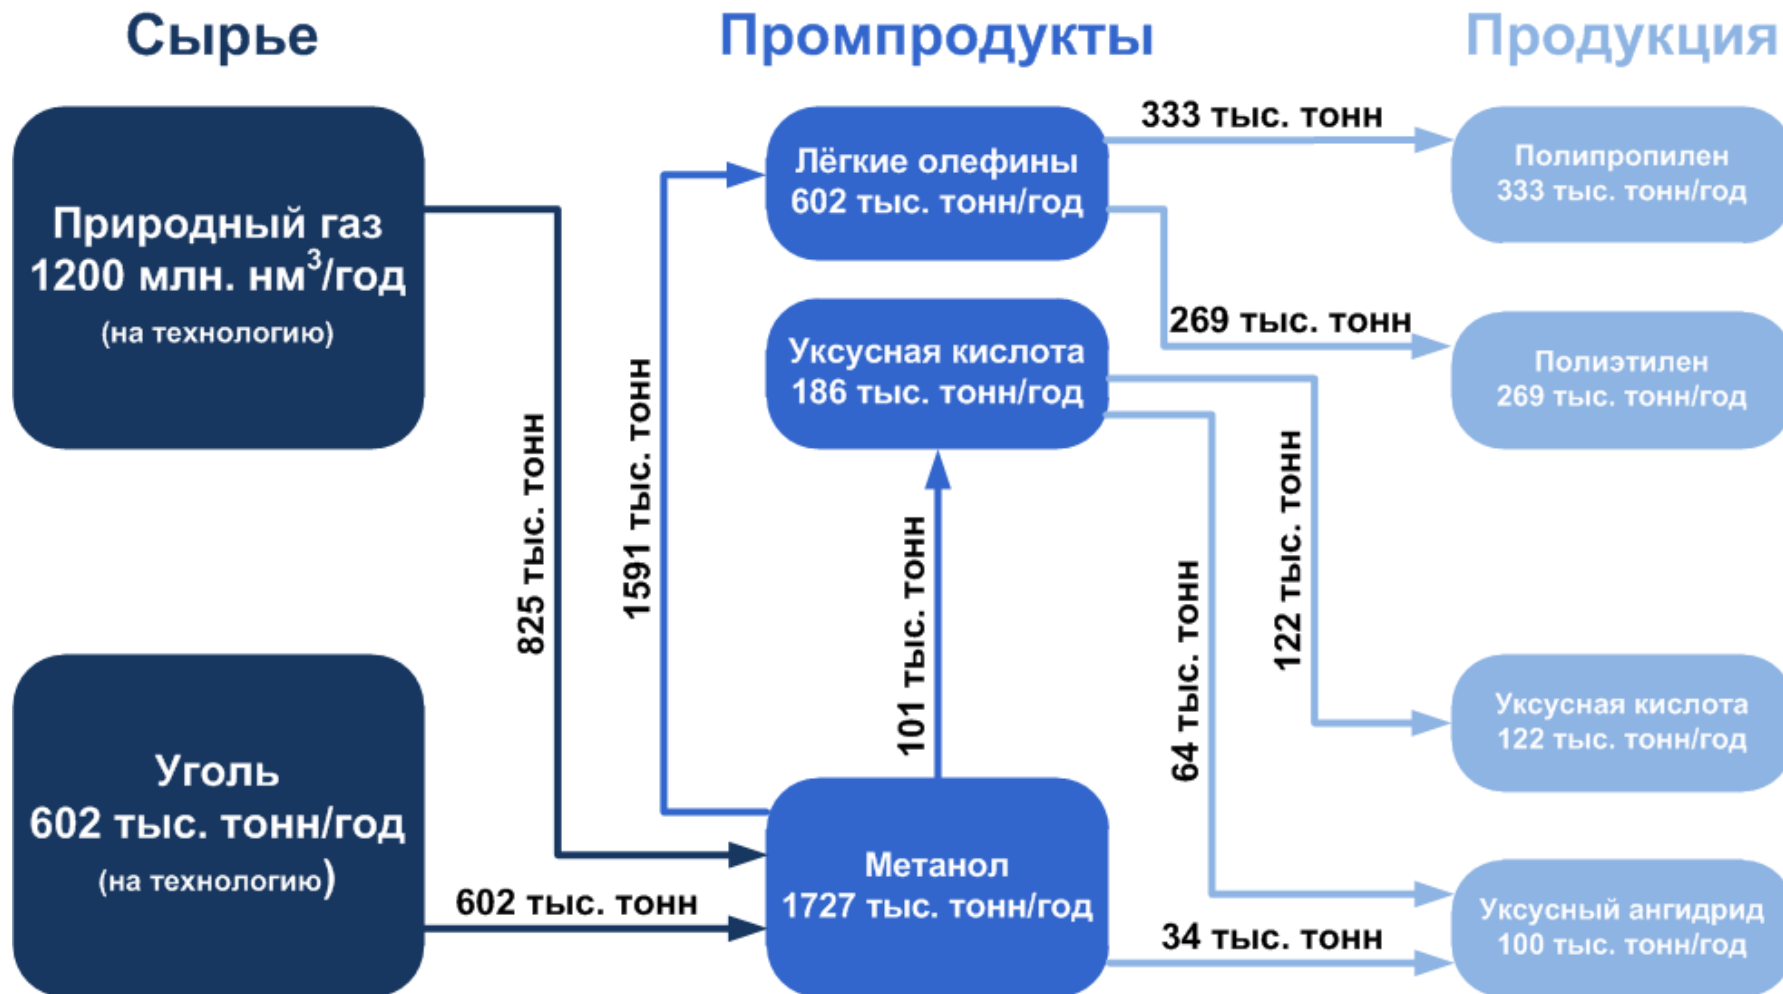 Сырье
Промпродукты
Продукция
Природный газ
1200 млн. нм³/год
(на технологию)
Уголь
602 тыс. тонн/год
(на технологию)
825 тыс. тонн
602 тыс. тонн
1591 тыс. тонн
Лёгкие олефины
602 тыс. тонн/год
Уксусная кислота
186 тыс. тонн/год
101 тыс. тонн
Метанол
1727 тыс. тонн/год
333 тыс. тонн
269 тыс. тонн
122 тыс. тонн
64 тыс. тонн
34 тыс. тонн
Полипропилен
333 тыс. тонн/год
Полиэтилен
269 тыс. тонн/год
Уксусная кислота
122 тыс. тонн/год
Уксусный ангидрид
100 тыс. тонн/год